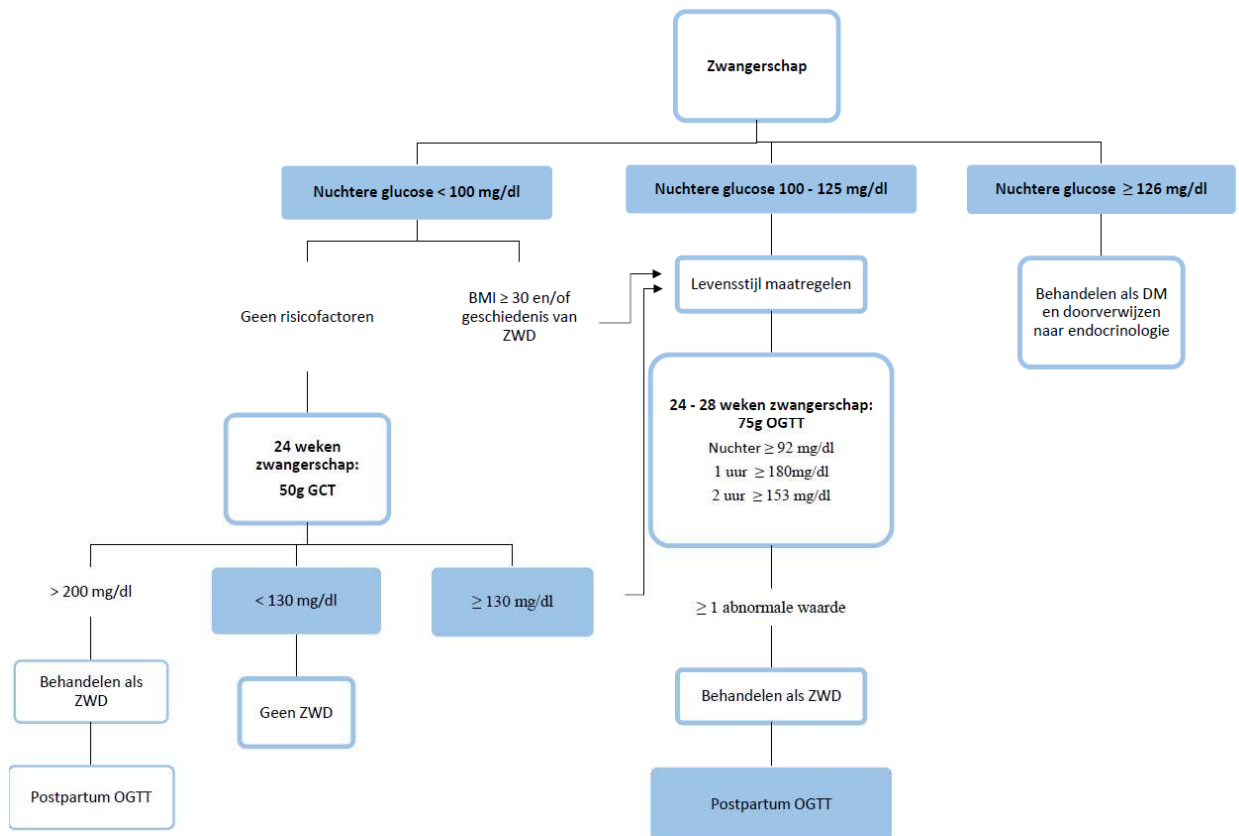 Zwangerschap
Nuchtere glucose < 100 mg/dl
Nuchtere glucose 100 - 125 mg/dl
Nuchtere glucose ≥ 126 mg/dl
Geen risicofactoren
BMI ≥ 30 en/of
geschiedenis van
ZWD
Levensstijl maatregelen
Behandelen als DM
en doorverwijzen
naar endocrinologie
24 weken
zwangerschap:
50g GCT
24 - 28 weken zwangerschap:
75g OGTT
Nuchter ≥ 92 mg/dl
1 uur ≥ 180mg/dl
2 uur ≥ 153 mg/dl
> 200 mg/dl
< 130 mg/dl
≥ 130 mg/dl
≥ 1 abnormale waarde
Behandelen als
ZWD
Geen ZWD
Behandelen als ZWD
Postpartum OGTT
Postpartum OGTT